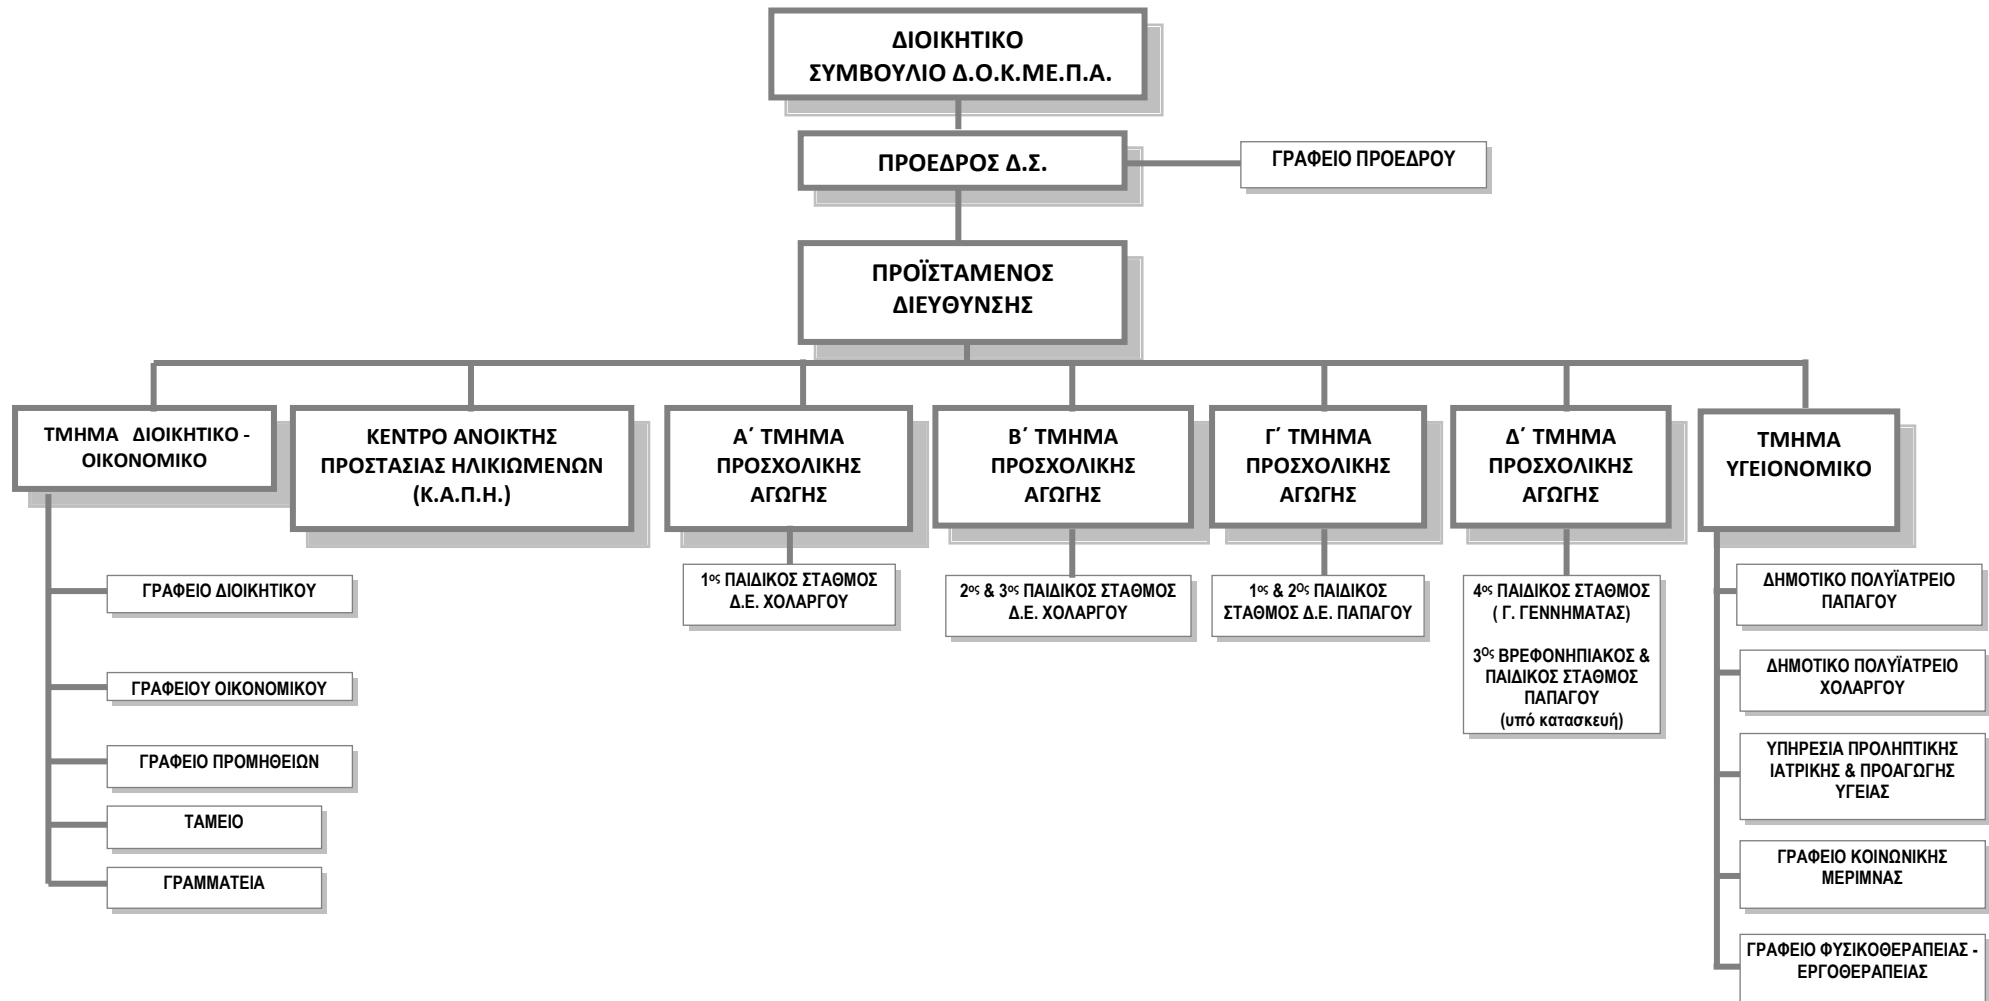 ΔΙΟΙΚΗΤΙΚΟ
ΣΥΜΒΟΥΛΙΟ Δ.Ο.Κ.ΜΕ.Π.Α.
ΠΡΟΕΔΡΟΣ Δ.Σ.
ΓΡΑΦΕΙΟ ΠΡΟΕΔΡΟΥ
ΠΡΟΪΣΤΑΜΕΝΟΣ
ΔΙΕΥΘΥΝΣΗΣ
ΤΜΗΜΑ ΔΙΟΙΚΗΤΙΚΟ -
ΟΙΚΟΝΟΜΙΚΟ
ΚΕΝΤΡΟ ΑΝΟΙΚΤΗΣ
ΠΡΟΣΤΑΣΙΑΣ ΗΛΙΚΙΩΜΕΝΩΝ
(Κ.Α.Π.Η.)
Α΄ ΤΜΗΜΑ
ΠΡΟΣΧΟΛΙΚΗΣ
ΑΓΩΓΗΣ
Β΄ ΤΜΗΜΑ
ΠΡΟΣΧΟΛΙΚΗΣ
ΑΓΩΓΗΣ
Γ΄ ΤΜΗΜΑ
ΠΡΟΣΧΟΛΙΚΗΣ
ΑΓΩΓΗΣ
Δ΄ ΤΜΗΜΑ
ΠΡΟΣΧΟΛΙΚΗΣ
ΑΓΩΓΗΣ
ΤΜΗΜΑ
ΥΓΕΙΟΝΟΜΙΚΟ
ΓΡΑΦΕΙΟ ΔΙΟΙΚΗΤΙΚΟΥ
ΓΡΑΦΕΙΟΥ ΟΙΚΟΝΟΜΙΚΟΥ
ΓΡΑΦΕΙΟ ΠΡΟΜΗΘΕΙΩΝ
ΤΑΜΕΙΟ
ΓΡΑΜΜΑΤΕΙΑ
1ος ΠΑΙΔΙΚΟΣ ΣΤΑΘΜΟΣ
Δ.Ε. ΧΟΛΑΡΓΟΥ
2ος & 3ος ΠΑΙΔΙΚΟΣ ΣΤΑΘΜΟΣ
Δ.Ε. ΧΟΛΑΡΓΟΥ
1ος & 2Ος ΠΑΙΔΙΚΟΣ
ΣΤΑΘΜΟΣ Δ.Ε. ΠΑΠΑΓΟΥ
4ος ΠΑΙΔΙΚΟΣ ΣΤΑΘΜΟΣ
( Γ. ΓΕΝΝΗΜΑΤΑΣ)
3Ος ΒΡΕΦΟΝΗΠΙΑΚΟΣ &
ΠΑΙΔΙΚΟΣ ΣΤΑΘΜΟΣ
ΠΑΠΑΓΟΥ
(υπό κατασκευή)
ΔΗΜΟΤΙΚΟ ΠΟΛΥΪΑΤΡΕΙΟ
ΠΑΠΑΓΟΥ
ΔΗΜΟΤΙΚΟ ΠΟΛΥΪΑΤΡΕΙΟ
ΧΟΛΑΡΓΟΥ
ΥΠΗΡΕΣΙΑ ΠΡΟΛΗΠΤΙΚΗΣ
ΙΑΤΡΙΚΗΣ & ΠΡΟΑΓΩΓΗΣ
ΥΓΕΙΑΣ
ΓΡΑΦΕΙΟ ΚΟΙΝΩΝΙΚΗΣ
ΜΕΡΙΜΝΑΣ
ΓΡΑΦΕΙΟ ΦΥΣΙΚΟΘΕΡΑΠΕΙΑΣ -
ΕΡΓΟΘΕΡΑΠΕΙΑΣ